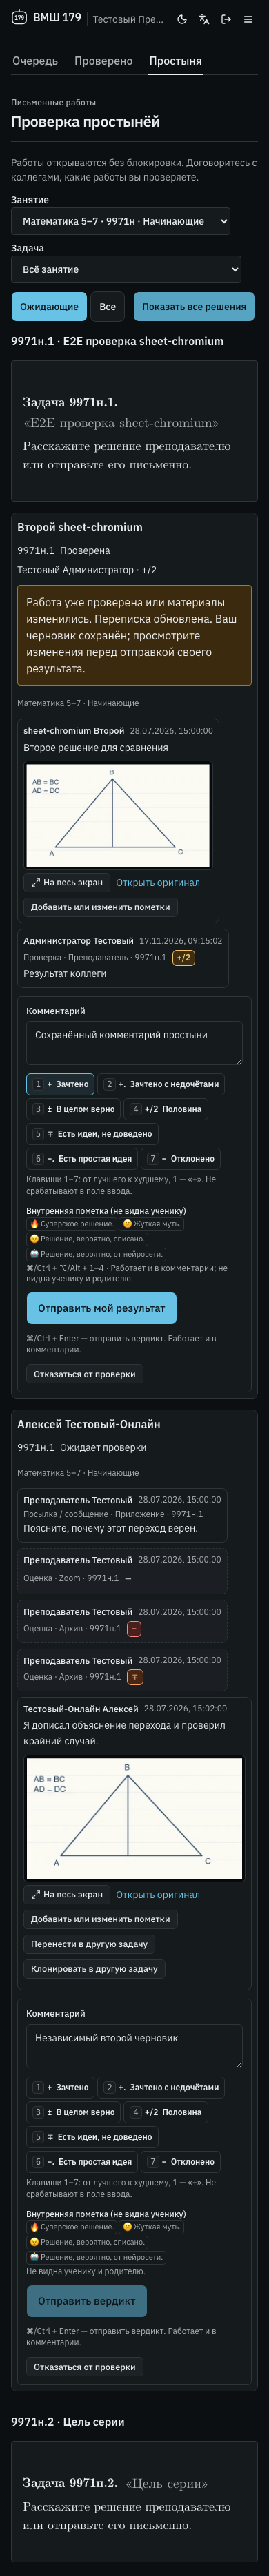 179 ВМШ 179 Тестовый Пре...
Очередь Проверено Простыня
Письменные работы
Проверка простынёй
Работы открываются без блокировки. Договоритесь с
коллегами, какие работы вы проверяете.
Занятие
Математика 5–7 · 9971н · Начинающие
Задача
Всё занятие
Ожидающие Все Показать все решения
9971н.1 · E2E проверка sheet-chromium
Задача 9971н.1.
«E2E проверка sheet-chromium»
Расскажите решение преподавателю
или отправьте его письменно.
Второй sheet-chromium
9971н.1 Проверена
Тестовый Администратор · +/2
Работа уже проверена или материалы
изменились. Переписка обновлена. Ваш
черновик сохранён; просмотрите
изменения перед отправкой своего
результата.
Математика 5–7 · Начинающие
sheet-chromium Второй 28.07.2026, 15:00:00
Второе решение для сравнения
AB = BC
AD = DC
B
A
C
На весь экран Открыть оригинал
Добавить или изменить пометки
Администратор Тестовый 17.11.2026, 09:15:02
Проверка · Преподаватель · 9971н.1 +/2
Результат коллеги
Комментарий
Сохранённый комментарий простыни
1 + Зачтено 2 +. Зачтено с недочётами
3 ± В целом верно 4 +/2 Половина
5 ∓ Есть идеи, не доведено
6 −. Есть простая идея 7 − Отклонено
Клавиши 1–7: от лучшего к худшему, 1 — «+». Не
срабатывают в поле ввода.
Внутренняя пометка (не видна ученику)
🔥 Суперское решение. 😕 Жуткая муть.
😠 Решение, вероятно, списано.
🤖 Решение, вероятно, от нейросети.
⌘/Ctrl + ⌥/Alt + 1–4 · Работает и в комментарии; не
видна ученику и родителю.
Отправить мой результат
⌘/Ctrl + Enter — отправить вердикт. Работает и в
комментарии.
Отказаться от проверки
Алексей Тестовый-Онлайн
9971н.1 Ожидает проверки
Математика 5–7 · Начинающие
Преподаватель Тестовый 28.07.2026, 15:00:00
Посылка / сообщение · Приложение · 9971н.1
Поясните, почему этот переход верен.
Преподаватель Тестовый 28.07.2026, 15:00:00
Оценка · Zoom · 9971н.1 —
Преподаватель Тестовый 28.07.2026, 15:00:00
Оценка · Архив · 9971н.1 −
Преподаватель Тестовый 28.07.2026, 15:00:00
Оценка · Архив · 9971н.1 ∓
Тестовый-Онлайн Алексей 28.07.2026, 15:02:00
Я дописал объяснение перехода и проверил
крайний случай.
AB = BC
AD = DC
B
A
C
На весь экран Открыть оригинал
Добавить или изменить пометки
Перенести в другую задачу
Клонировать в другую задачу
Комментарий
Независимый второй черновик
1 + Зачтено 2 +. Зачтено с недочётами
3 ± В целом верно 4 +/2 Половина
5 ∓ Есть идеи, не доведено
6 −. Есть простая идея 7 − Отклонено
Клавиши 1–7: от лучшего к худшему, 1 — «+». Не
срабатывают в поле ввода.
Внутренняя пометка (не видна ученику)
🔥 Суперское решение. 😕 Жуткая муть.
😠 Решение, вероятно, списано.
🤖 Решение, вероятно, от нейросети.
Не видна ученику и родителю.
Отправить вердикт
⌘/Ctrl + Enter — отправить вердикт. Работает и в
комментарии.
Отказаться от проверки
9971н.2 · Цель серии
Задача 9971н.2. «Цель серии»
Расскажите решение преподавателю
или отправьте его письменно.